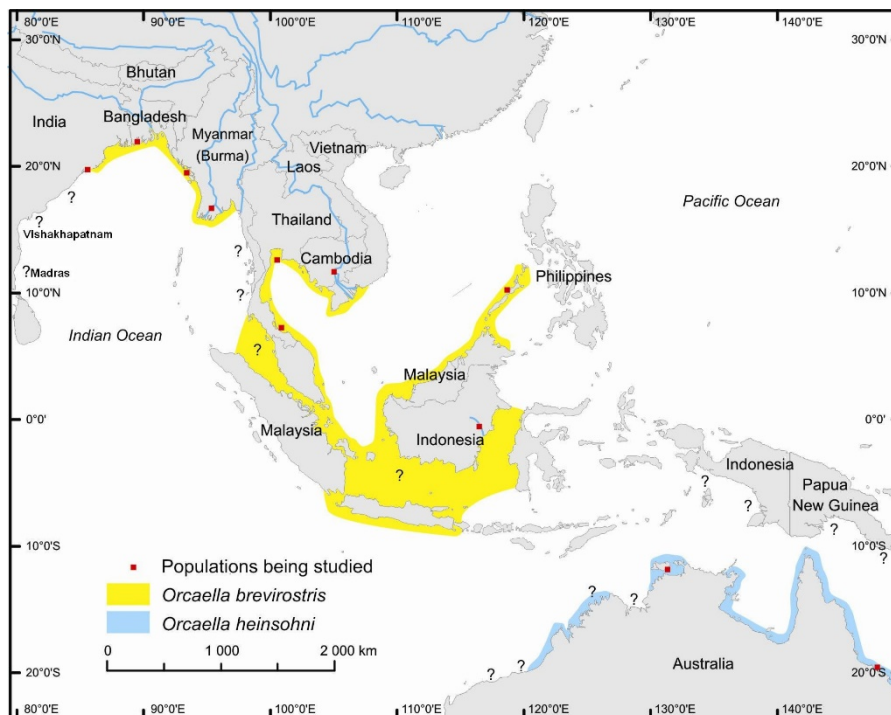 80°0'E 90°0'E 100°0'E 110°0'E 120°0'E 130°0'E 140°0'E
30°0'N 30°0'N
Bhutan
India
Bangladesh
Myanmar
(Burma)
Vietnam
Laos
20°0'N 20°0'N
?
?
VIshakhapatnam
Thailand
Pacific Ocean
?
?Madras
Cambodia
Philippines
10°0'N ? 10°0'N
Indian Ocean
?
Malaysia
0°0' 0°0'
Malaysia
Indonesia
?
Indonesia
?
Papua
New Guinea
?
?
10°0'S 10°0'S
?
Populations being studied
Orcaella brevirostris
Orcaella heinsohni
? ?
0 1 000 2 000 km
? ?
Australia
20°0'S 20°0'S
80°0'E 90°0'E 100°0'E 110°0'E 120°0'E 130°0'E 140°0'E